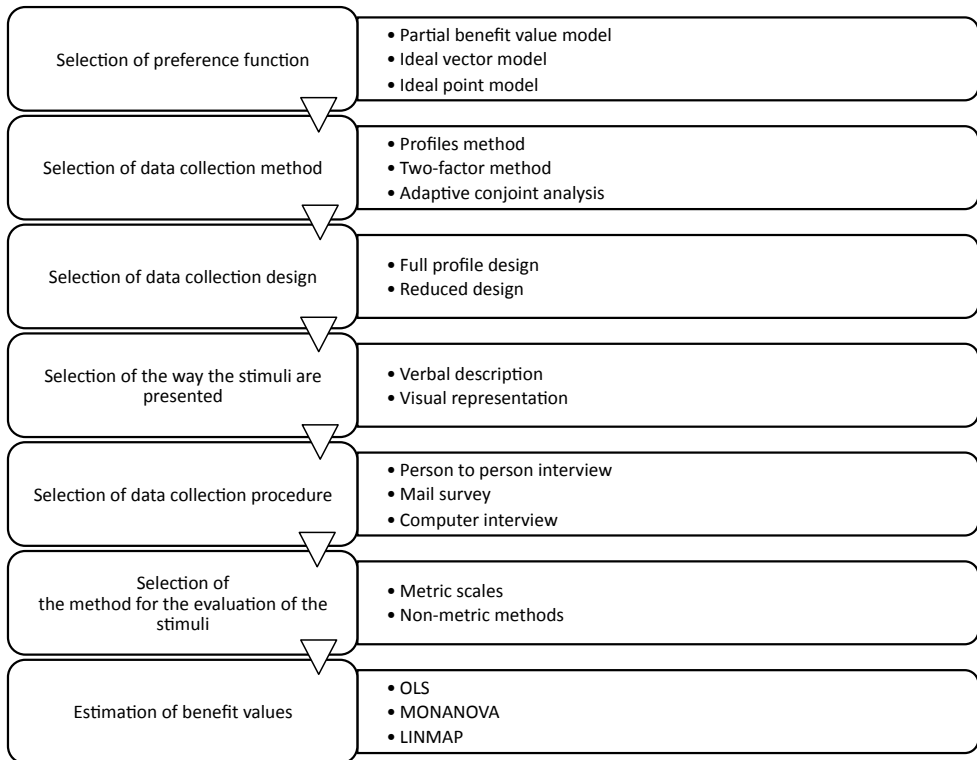 Selection of preference function
• Partial benefit value model
• Ideal vector model
• Ideal point model
Selection of data collection method
• Profiles method
• Two-factor method
• Adaptive conjoint analysis
Selection of data collection design
• Full profile design
• Reduced design
Selection of the way the stimuli are
presented
• Verbal description
• Visual representation
Selection of data collection procedure
• Person to person interview
• Mail survey
• Computer interview
Selection of
the method for the evaluation of the
stimuli
• Metric scales
• Non-metric methods
Estimation of benefit values
• OLS
• MONANOVA
• LINMAP